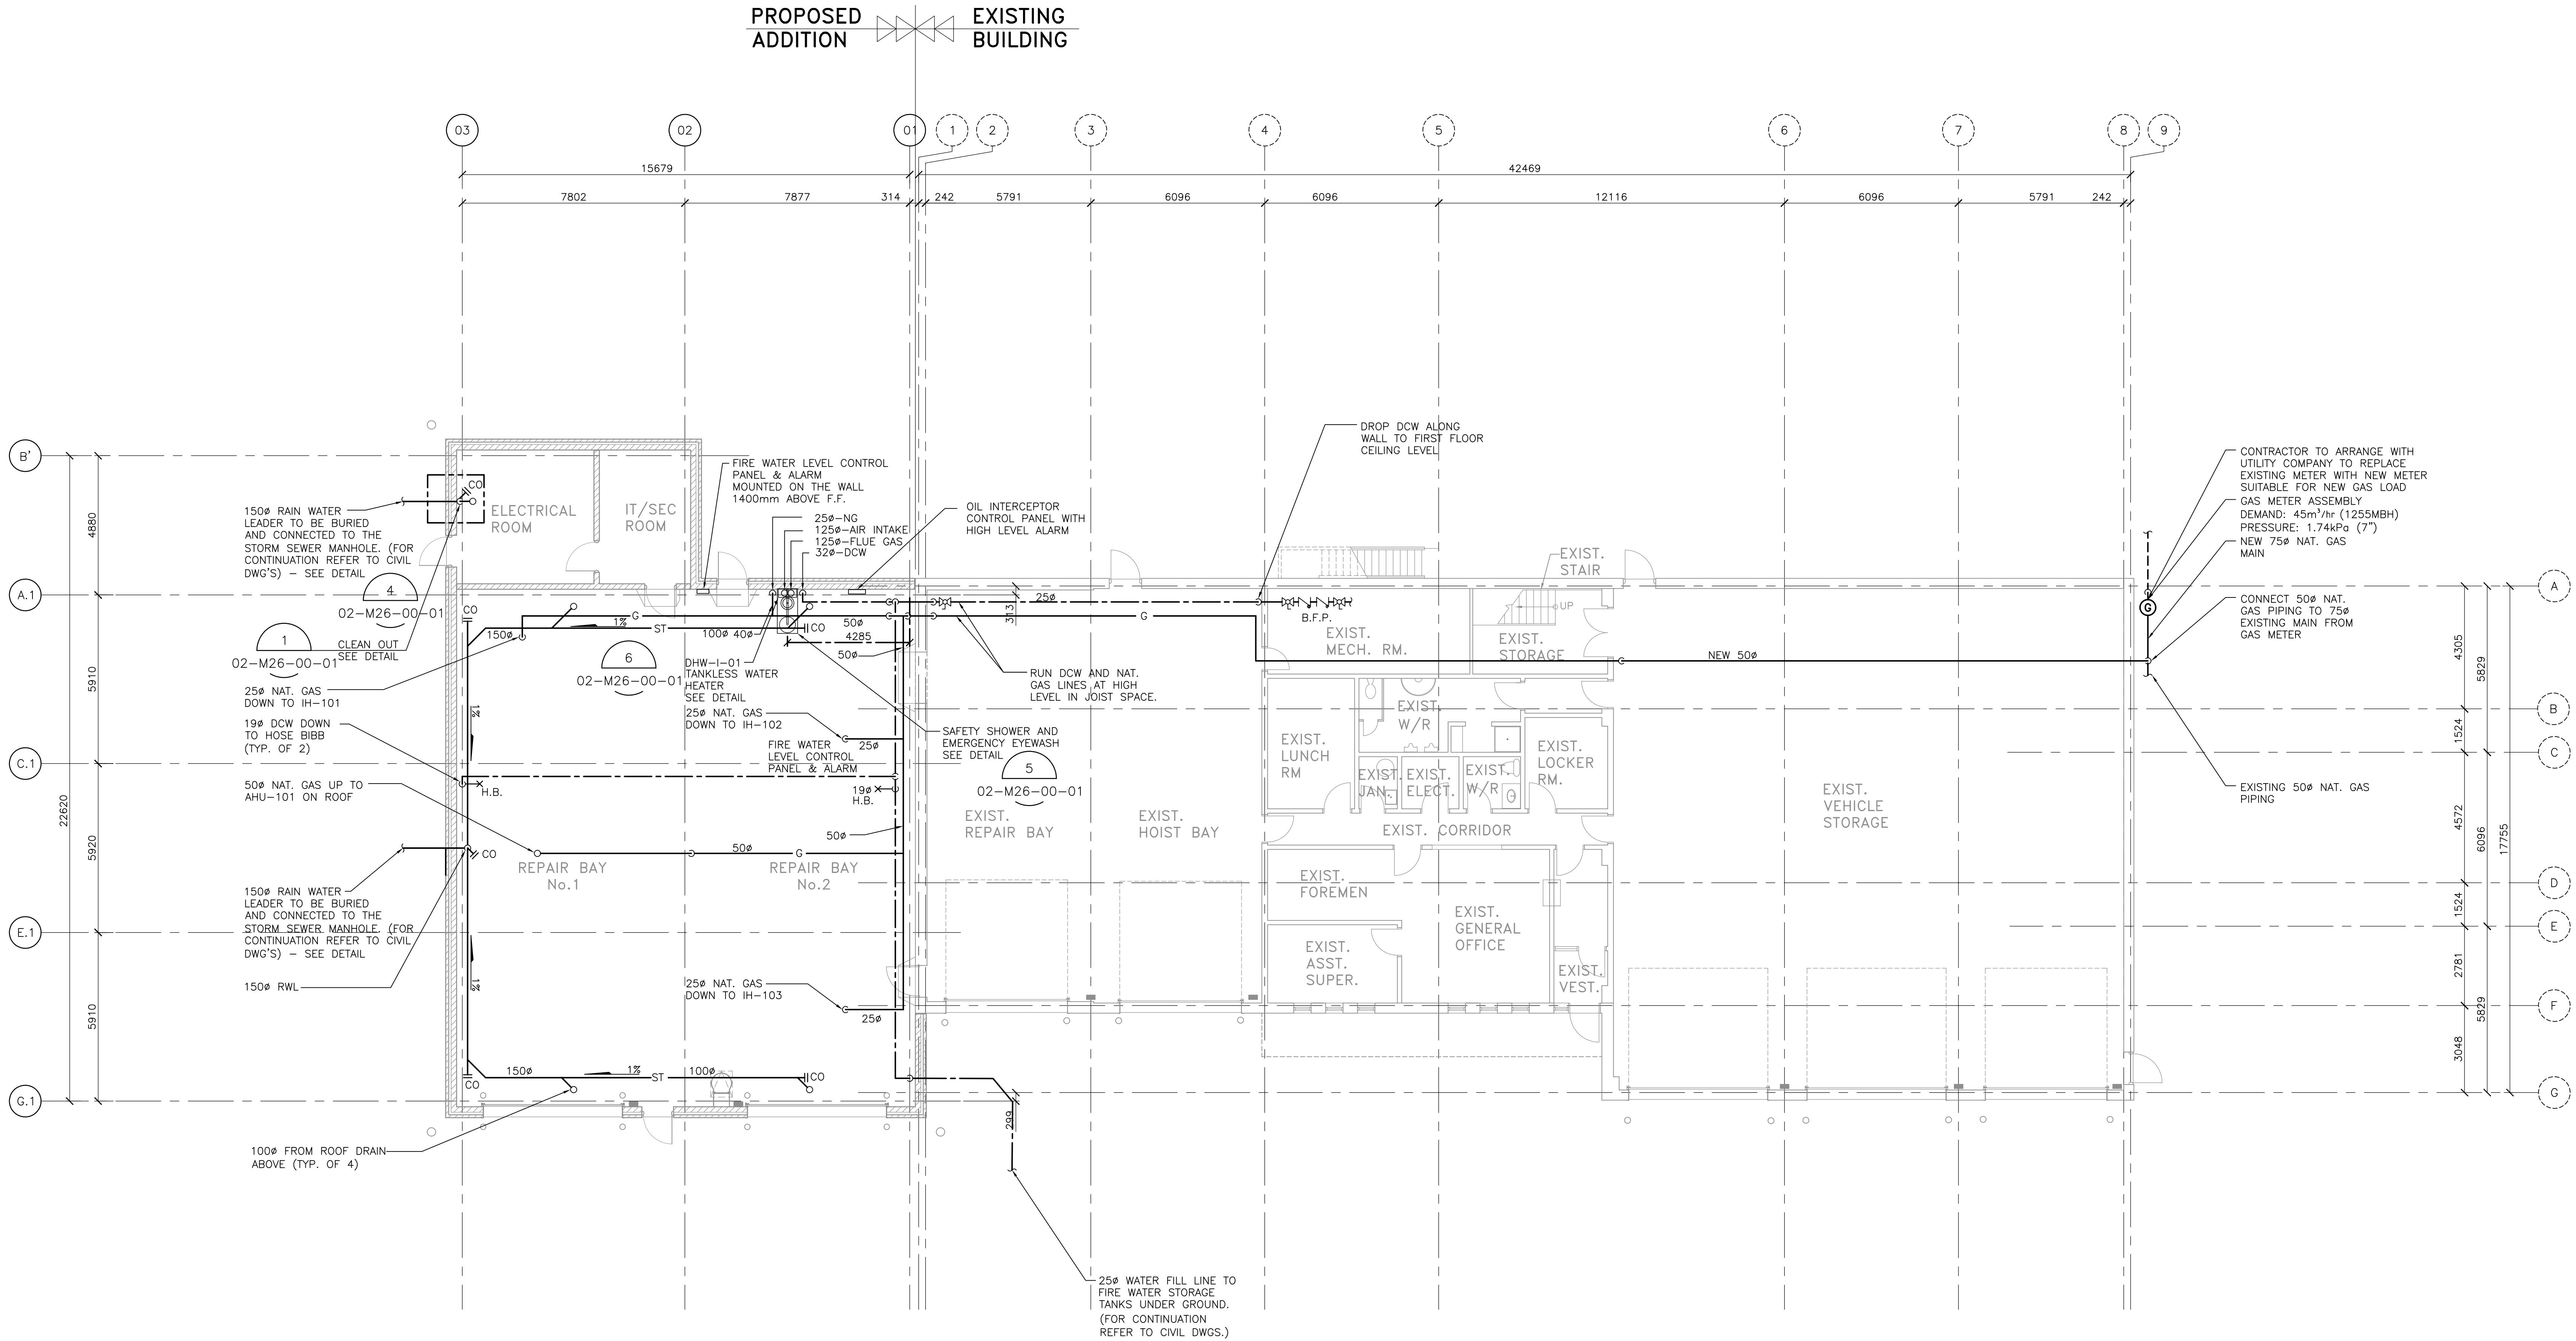 PROPOSED
ADDITION
EXISTING
BUILDING
03
02
01
1
2
3
4
5
6
7
8
9
15679
42469
7802
7877
314
242
5791
6096
6096
12116
6096
5791
242
B'
A.1
C.1
E.1
G.1
4880
5910
5920
5910
22620
A
B
C
D
E
F
G
4305
1524
4572
1524
2781
3048
5829
6096
5829
17755
150ø RAIN WATER
LEADER TO BE BURIED
AND CONNECTED TO THE
STORM SEWER MANHOLE. (FOR
CONTINUATION REFER TO CIVIL
DWG'S) – SEE DETAIL
4
02-M26-00-01
1
02-M26-00-01
CLEAN OUT
SEE DETAIL
25ø NAT. GAS
DOWN TO IH-101
19ø DCW DOWN
TO HOSE BIBB
(TYP. OF 2)
50ø NAT. GAS UP TO
AHU-101 ON ROOF
150ø RAIN WATER
LEADER TO BE BURIED
AND CONNECTED TO THE
STORM SEWER MANHOLE. (FOR
CONTINUATION REFER TO CIVIL
DWG'S) – SEE DETAIL
150ø RWL
100ø FROM ROOF DRAIN
ABOVE (TYP. OF 4)
CO
ELECTRICAL
ROOM
IT/SEC
ROOM
FIRE WATER LEVEL CONTROL
PANEL & ALARM
MOUNTED ON THE WALL
1400mm ABOVE F.F.
25ø-NG
125ø-AIR INTAKE
125ø-FLUE GAS
32ø-DCW
OIL INTERCEPTOR
CONTROL PANEL WITH
HIGH LEVEL ALARM
CO
150ø
G
1%
ST
100ø
40ø
CO
50ø
4285
50ø
25ø
313
G
6
02-M26-00-01
DHW-I-01
TANKLESS WATER
HEATER
SEE DETAIL
25ø NAT. GAS
DOWN TO IH-102
25ø
FIRE WATER
LEVEL CONTROL
PANEL & ALARM
RUN DCW AND NAT.
GAS LINES AT HIGH
LEVEL IN JOIST SPACE.
SAFETY SHOWER AND
EMERGENCY EYEWASH
SEE DETAIL
5
02-M26-00-01
1%
H.B.
19ø
H.B.
50ø
CO
50ø
G
REPAIR BAY
No.1
REPAIR BAY
No.2
1%
25ø NAT. GAS
DOWN TO IH-103
25ø
CO
150ø
1%
ST
100ø
CO
299
25ø WATER FILL LINE TO
FIRE WATER STORAGE
TANKS UNDER GROUND.
(FOR CONTINUATION
REFER TO CIVIL DWGS.)
DROP DCW ALONG
WALL TO FIRST FLOOR
CEILING LEVEL
B.F.P.
EXIST.
MECH. RM.
EXIST.
STAIR
UP
EXIST.
STORAGE
NEW 50ø
EXIST.
W/R
EXIST.
LUNCH
RM
EXIST.
JAN.
EXIST.
ELECT.
EXIST.
W/R
EXIST.
LOCKER
RM.
EXIST.
REPAIR BAY
EXIST.
HOIST BAY
EXIST. CORRIDOR
EXIST.
FOREMEN
EXIST.
ASST.
SUPER.
EXIST.
GENERAL
OFFICE
EXIST.
VEST.
EXIST.
VEHICLE
STORAGE
CONTRACTOR TO ARRANGE WITH
UTILITY COMPANY TO REPLACE
EXISTING METER WITH NEW METER
SUITABLE FOR NEW GAS LOAD
GAS METER ASSEMBLY
DEMAND: 45m³/hr (1255MBH)
PRESSURE: 1.74kPa (7")
NEW 75ø NAT. GAS
MAIN
G
CONNECT 50ø NAT.
GAS PIPING TO 75ø
EXISTING MAIN FROM
GAS METER
EXISTING 50ø NAT. GAS
PIPING